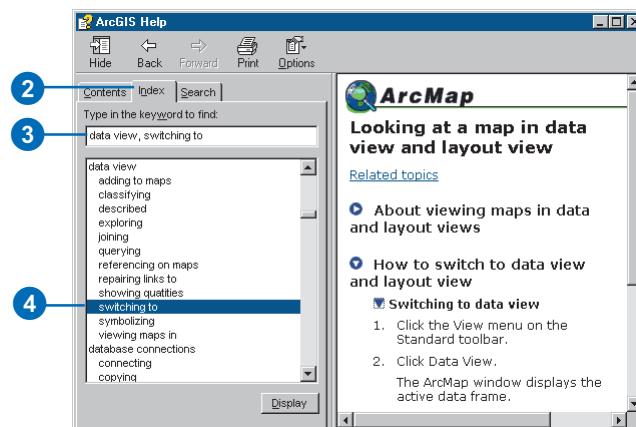 ArcGIS Help
Hide Back Forward Print Options
2
Contents Index Search
3
Type in the keyword to find:
data view, switching to
data view
adding to maps
classifying
described
exploring
joining
querying
referencing on maps
repairing links to
showing quatities
4
switching to
symbolizing
viewing maps in
database connections
connecting
copying
Display
ArcMap
Looking at a map in data
view and layout view
Related topics
About viewing maps in data
and layout views
How to switch to data view
and layout view
Switching to data view
1. Click the View menu on the
Standard toolbar.
2. Click Data View.
The ArcMap window displays the
active data frame.